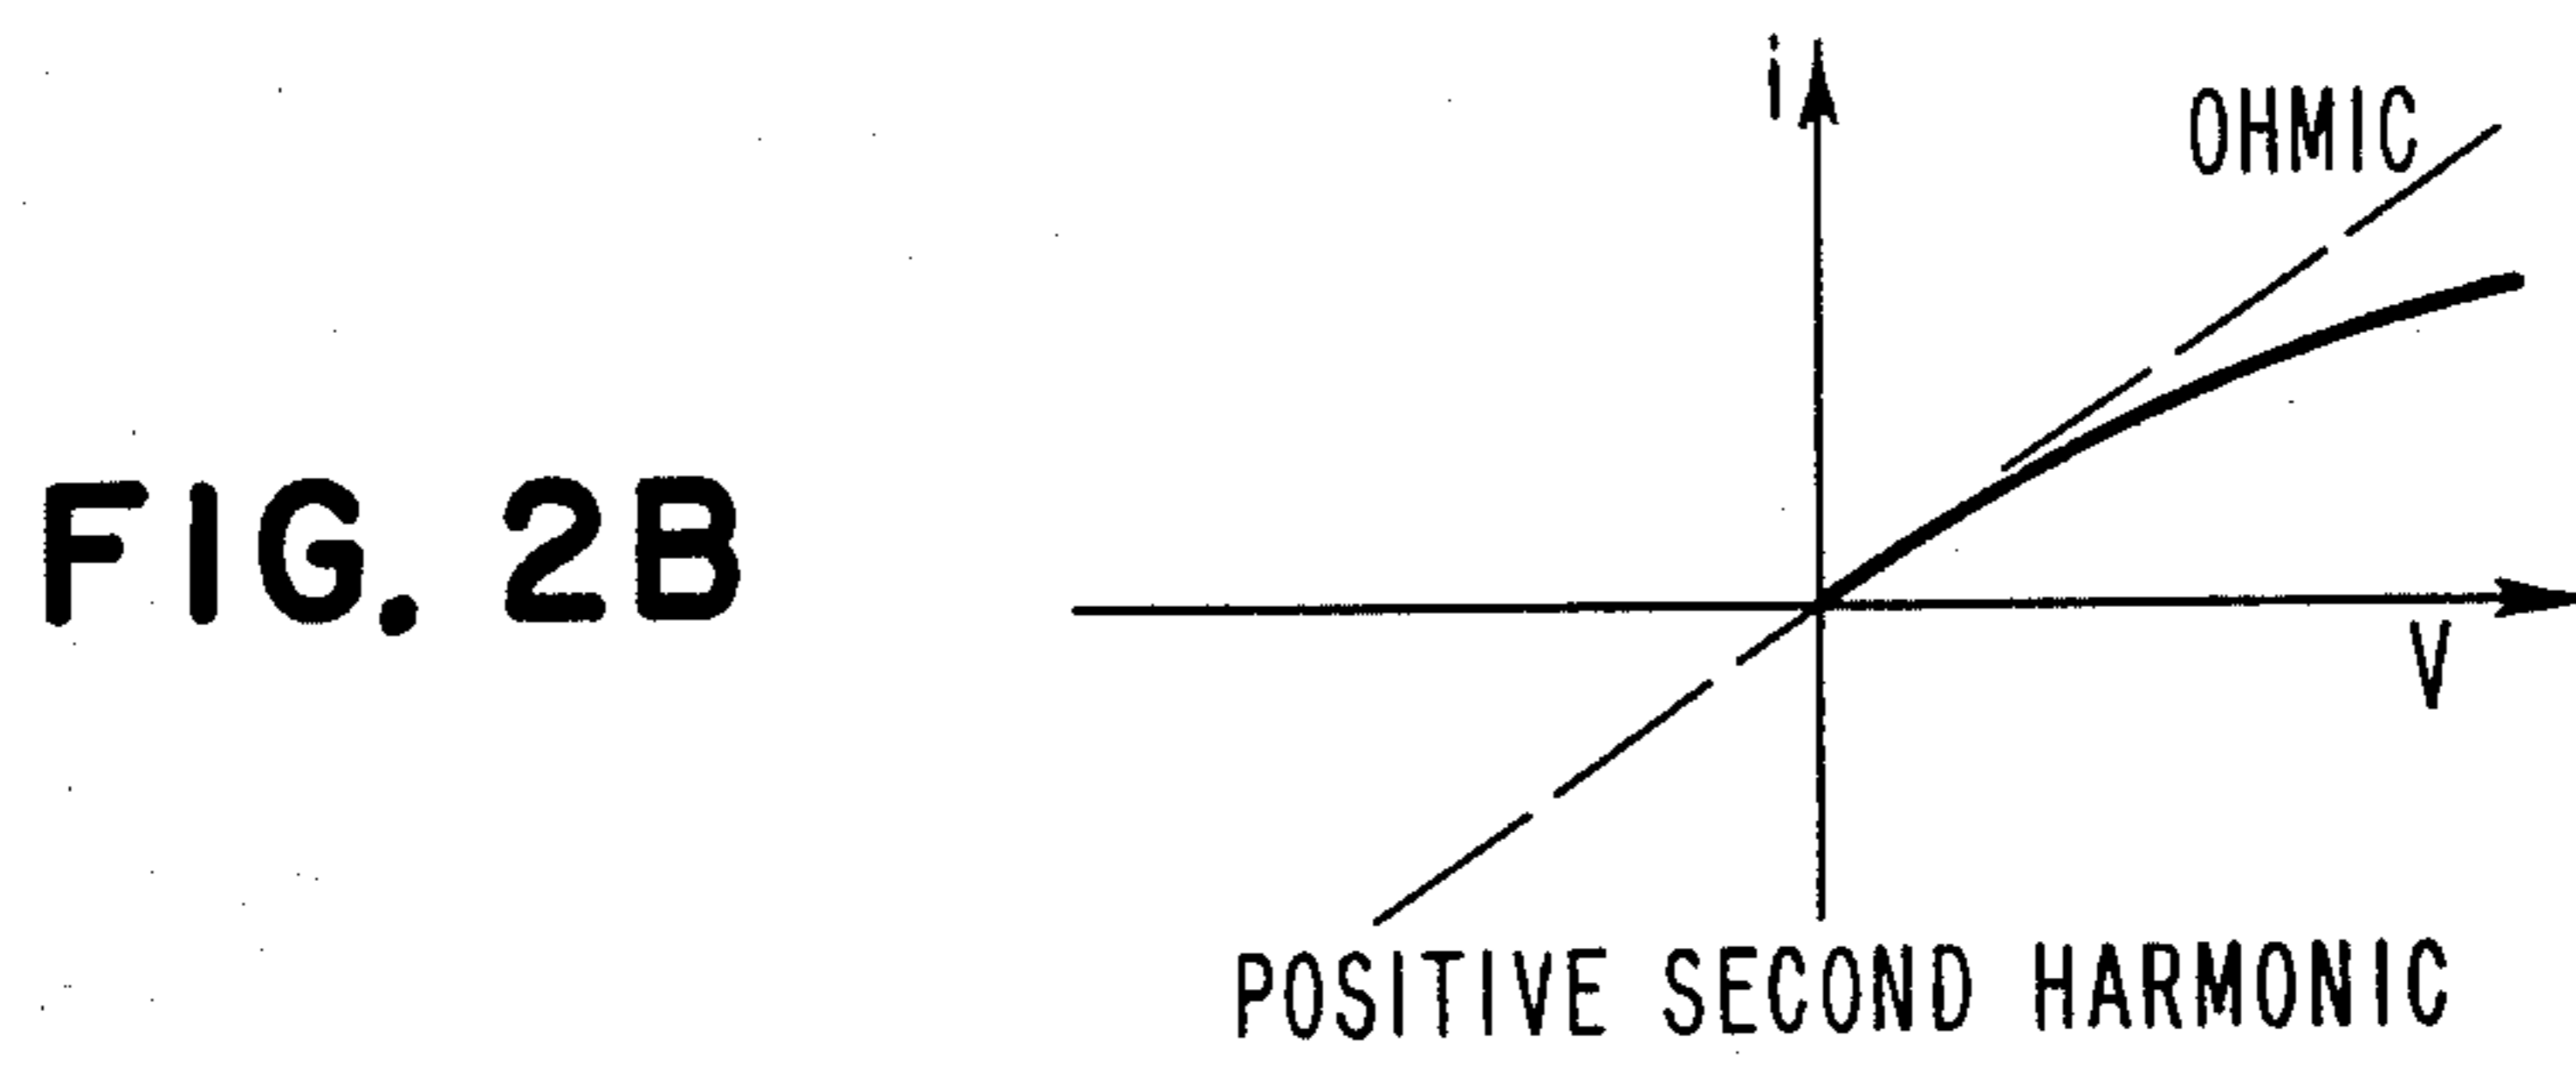 i
OHMIC
FIG. 2B
V
POSITIVE SECOND HARMONIC